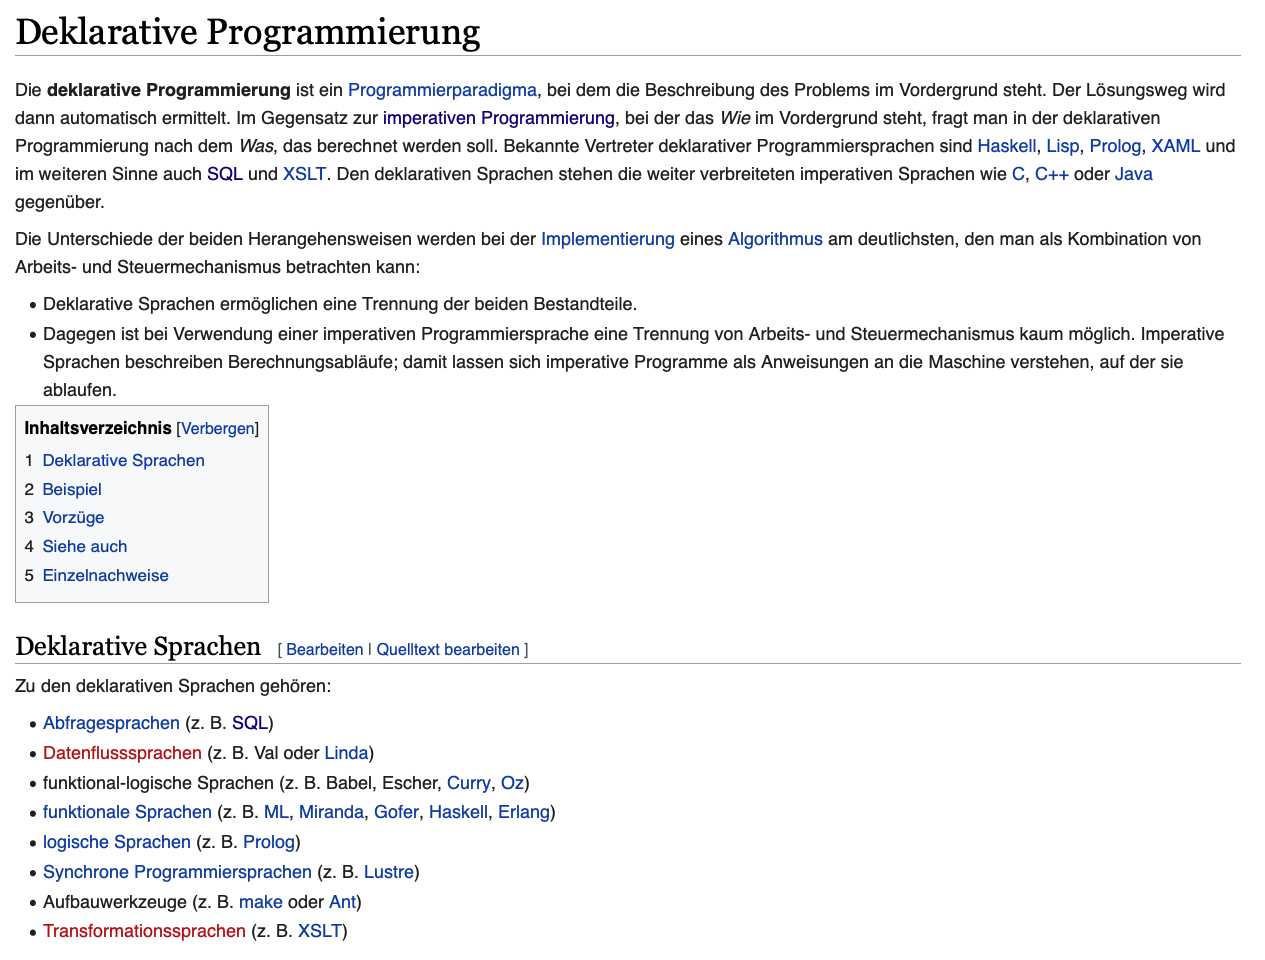 Deklarative Programmierung
Die deklarative Programmierung ist ein Programmierparadigma, bei dem die Beschreibung des Problems im Vordergrund steht. Der Lösungsweg wird
dann automatisch ermittelt. Im Gegensatz zur imperativen Programmierung, bei der das Wie im Vordergrund steht, fragt man in der deklarativen
Programmierung nach dem Was, das berechnet werden soll. Bekannte Vertreter deklarativer Programmiersprachen sind Haskell, Lisp, Prolog, XAML und
im weiteren Sinne auch SQL und XSLT. Den deklarativen Sprachen stehen die weiter verbreiteten imperativen Sprachen wie C, C++ oder Java
gegenüber.
Die Unterschiede der beiden Herangehensweisen werden bei der Implementierung eines Algorithmus am deutlichsten, den man als Kombination von
Arbeits- und Steuermechanismus betrachten kann:
• Deklarative Sprachen ermöglichen eine Trennung der beiden Bestandteile.
• Dagegen ist bei Verwendung einer imperativen Programmiersprache eine Trennung von Arbeits- und Steuermechanismus kaum möglich. Imperative
Sprachen beschreiben Berechnungsabläufe; damit lassen sich imperative Programme als Anweisungen an die Maschine verstehen, auf der sie
ablaufen.
Inhaltsverzeichnis [Verbergen]
1 Deklarative Sprachen
2 Beispiel
3 Vorzüge
4 Siehe auch
5 Einzelnachweise
Deklarative Sprachen [ Bearbeiten | Quelltext bearbeiten ]
Zu den deklarativen Sprachen gehören:
• Abfragesprachen (z. B. SQL)
• Datenflusssprachen (z. B. Val oder Linda)
• funktional-logische Sprachen (z. B. Babel, Escher, Curry, Oz)
• funktionale Sprachen (z. B. ML, Miranda, Gofer, Haskell, Erlang)
• logische Sprachen (z. B. Prolog)
• Synchrone Programmiersprachen (z. B. Lustre)
• Aufbauwerkzeuge (z. B. make oder Ant)
• Transformationssprachen (z. B. XSLT)